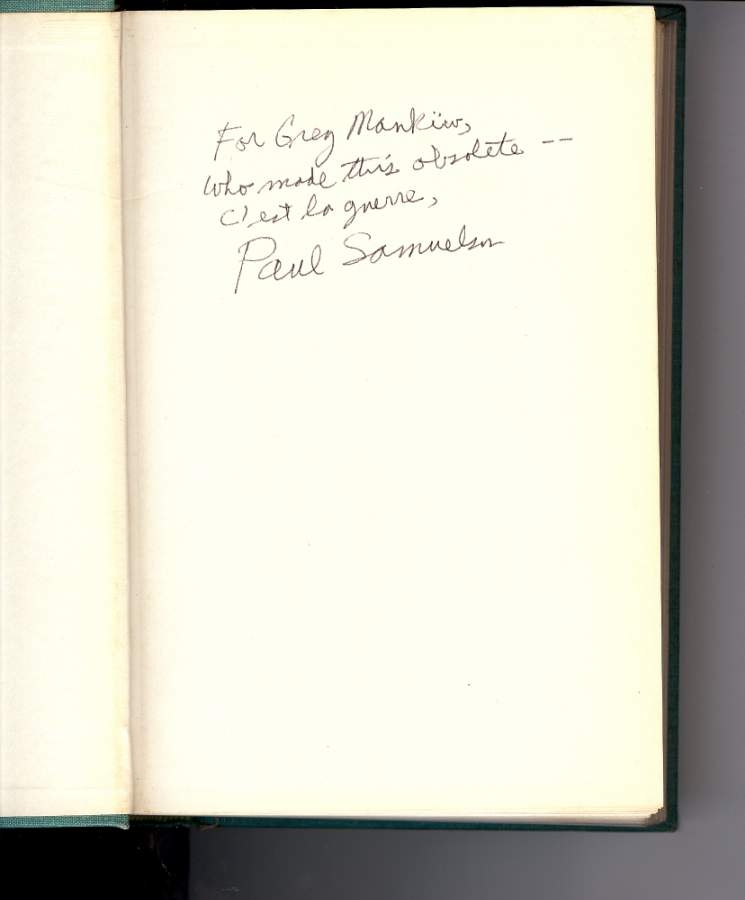 For Greg Mankiw,
who made this obsolete --
C'est la guerre,
Paul Samuelson